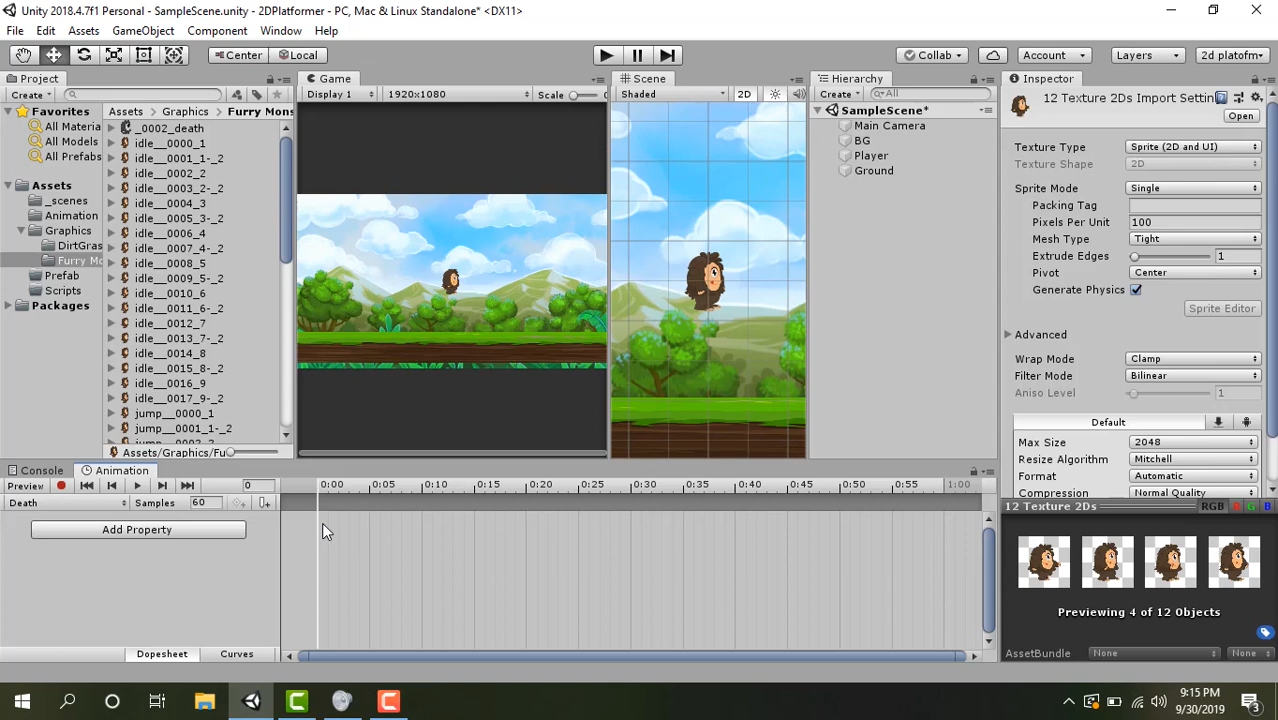 Unity 2018.4.7f1 Personal - SampleScene.unity - 2DPlatformer - PC, Mac & Linux Standalone* <DX11>
File Edit Assets GameObject Component Window Help
Center Local Collab Account Layers 2d platofm
Project Game Scene Hierarchy Inspector
Create Display 1 1920x1080 Scale Shaded 2D Create All
12 Texture 2Ds Import Settin
Open
Favorites
All Materia
All Models
All Prefabs
Assets
_scenes
Animation
Graphics
DirtGras
Furry Mo
Prefab
Scripts
Packages
Assets Graphics Furry Mons
_0002_death
idle__0000_1
idle__0001_1-_2
idle__0002_2
idle__0003_2-_2
idle__0004_3
idle__0005_3-_2
idle__0006_4
idle__0007_4-_2
idle__0008_5
idle__0009_5-_2
idle__0010_6
idle__0011_6-_2
idle__0012_7
idle__0013_7-_2
idle__0014_8
idle__0015_8-_2
idle__0016_9
idle__0017_9-_2
jump__0000_1
jump__0001_1-_2
Assets/Graphics/Fu
SampleScene*
Main Camera
BG
Player
Ground
Texture Type Sprite (2D and UI)
Texture Shape 2D
Sprite Mode Single
Packing Tag
Pixels Per Unit 100
Mesh Type Tight
Extrude Edges 1
Pivot Center
Generate Physics
Sprite Editor
Advanced
Wrap Mode Clamp
Filter Mode Bilinear
Aniso Level 1
Default
Max Size 2048
Resize Algorithm Mitchell
Format Automatic
Compression Normal Quality
12 Texture 2Ds RGB R G B
Previewing 4 of 12 Objects
AssetBundle None None
Console Animation
Preview 0 0:00 0:05 0:10 0:15 0:20 0:25 0:30 0:35 0:40 0:45 0:50 0:55 1:00
Death Samples 60
Add Property
Dopesheet Curves
9:15 PM
9/30/2019
3